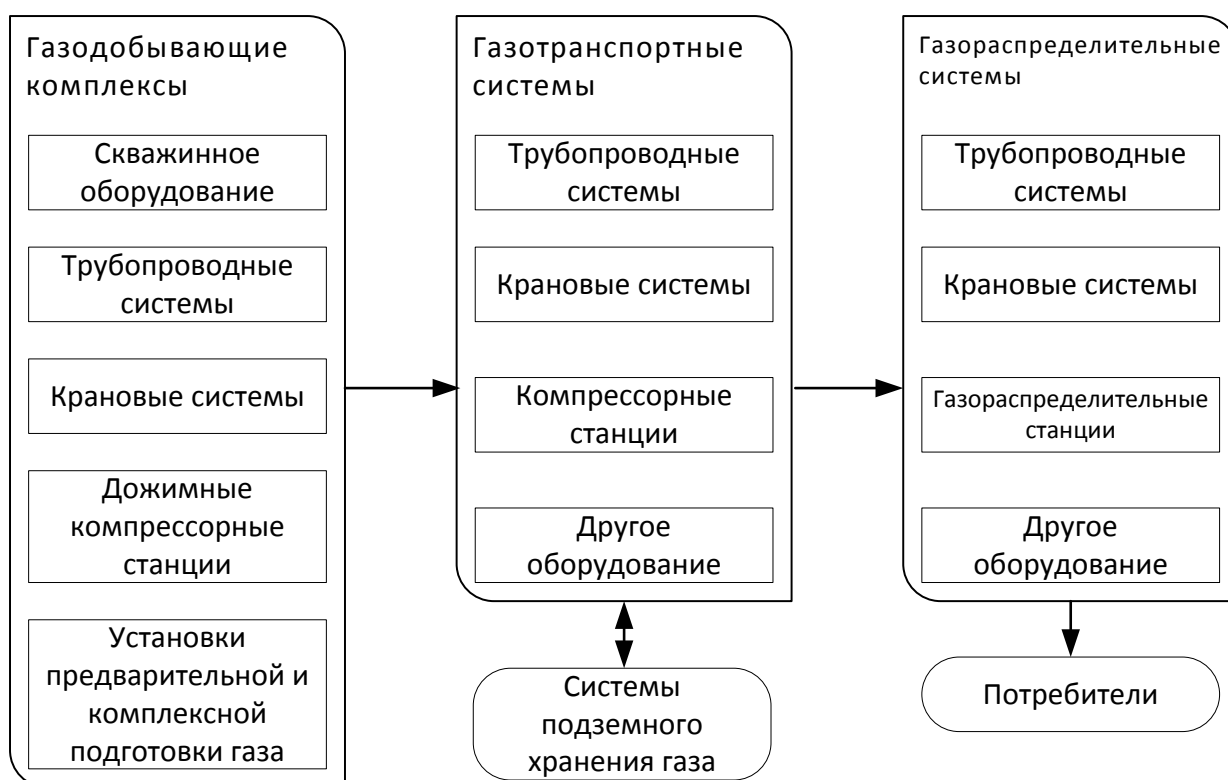 Газодобывающие
комплексы
Скважинное
оборудование
Трубопроводные
системы
Крановые системы
Дожимные
компрессорные
станции
Установки
предварительной и
комплексной
подготовки газа
Газотранспортные
системы
Трубопроводные
системы
Крановые системы
Компрессорные
станции
Другое
оборудование
Системы
подземного
хранения газа
Газораспределительные
системы
Трубопроводные
системы
Крановые системы
Газораспределительные
станции
Другое
оборудование
Потребители